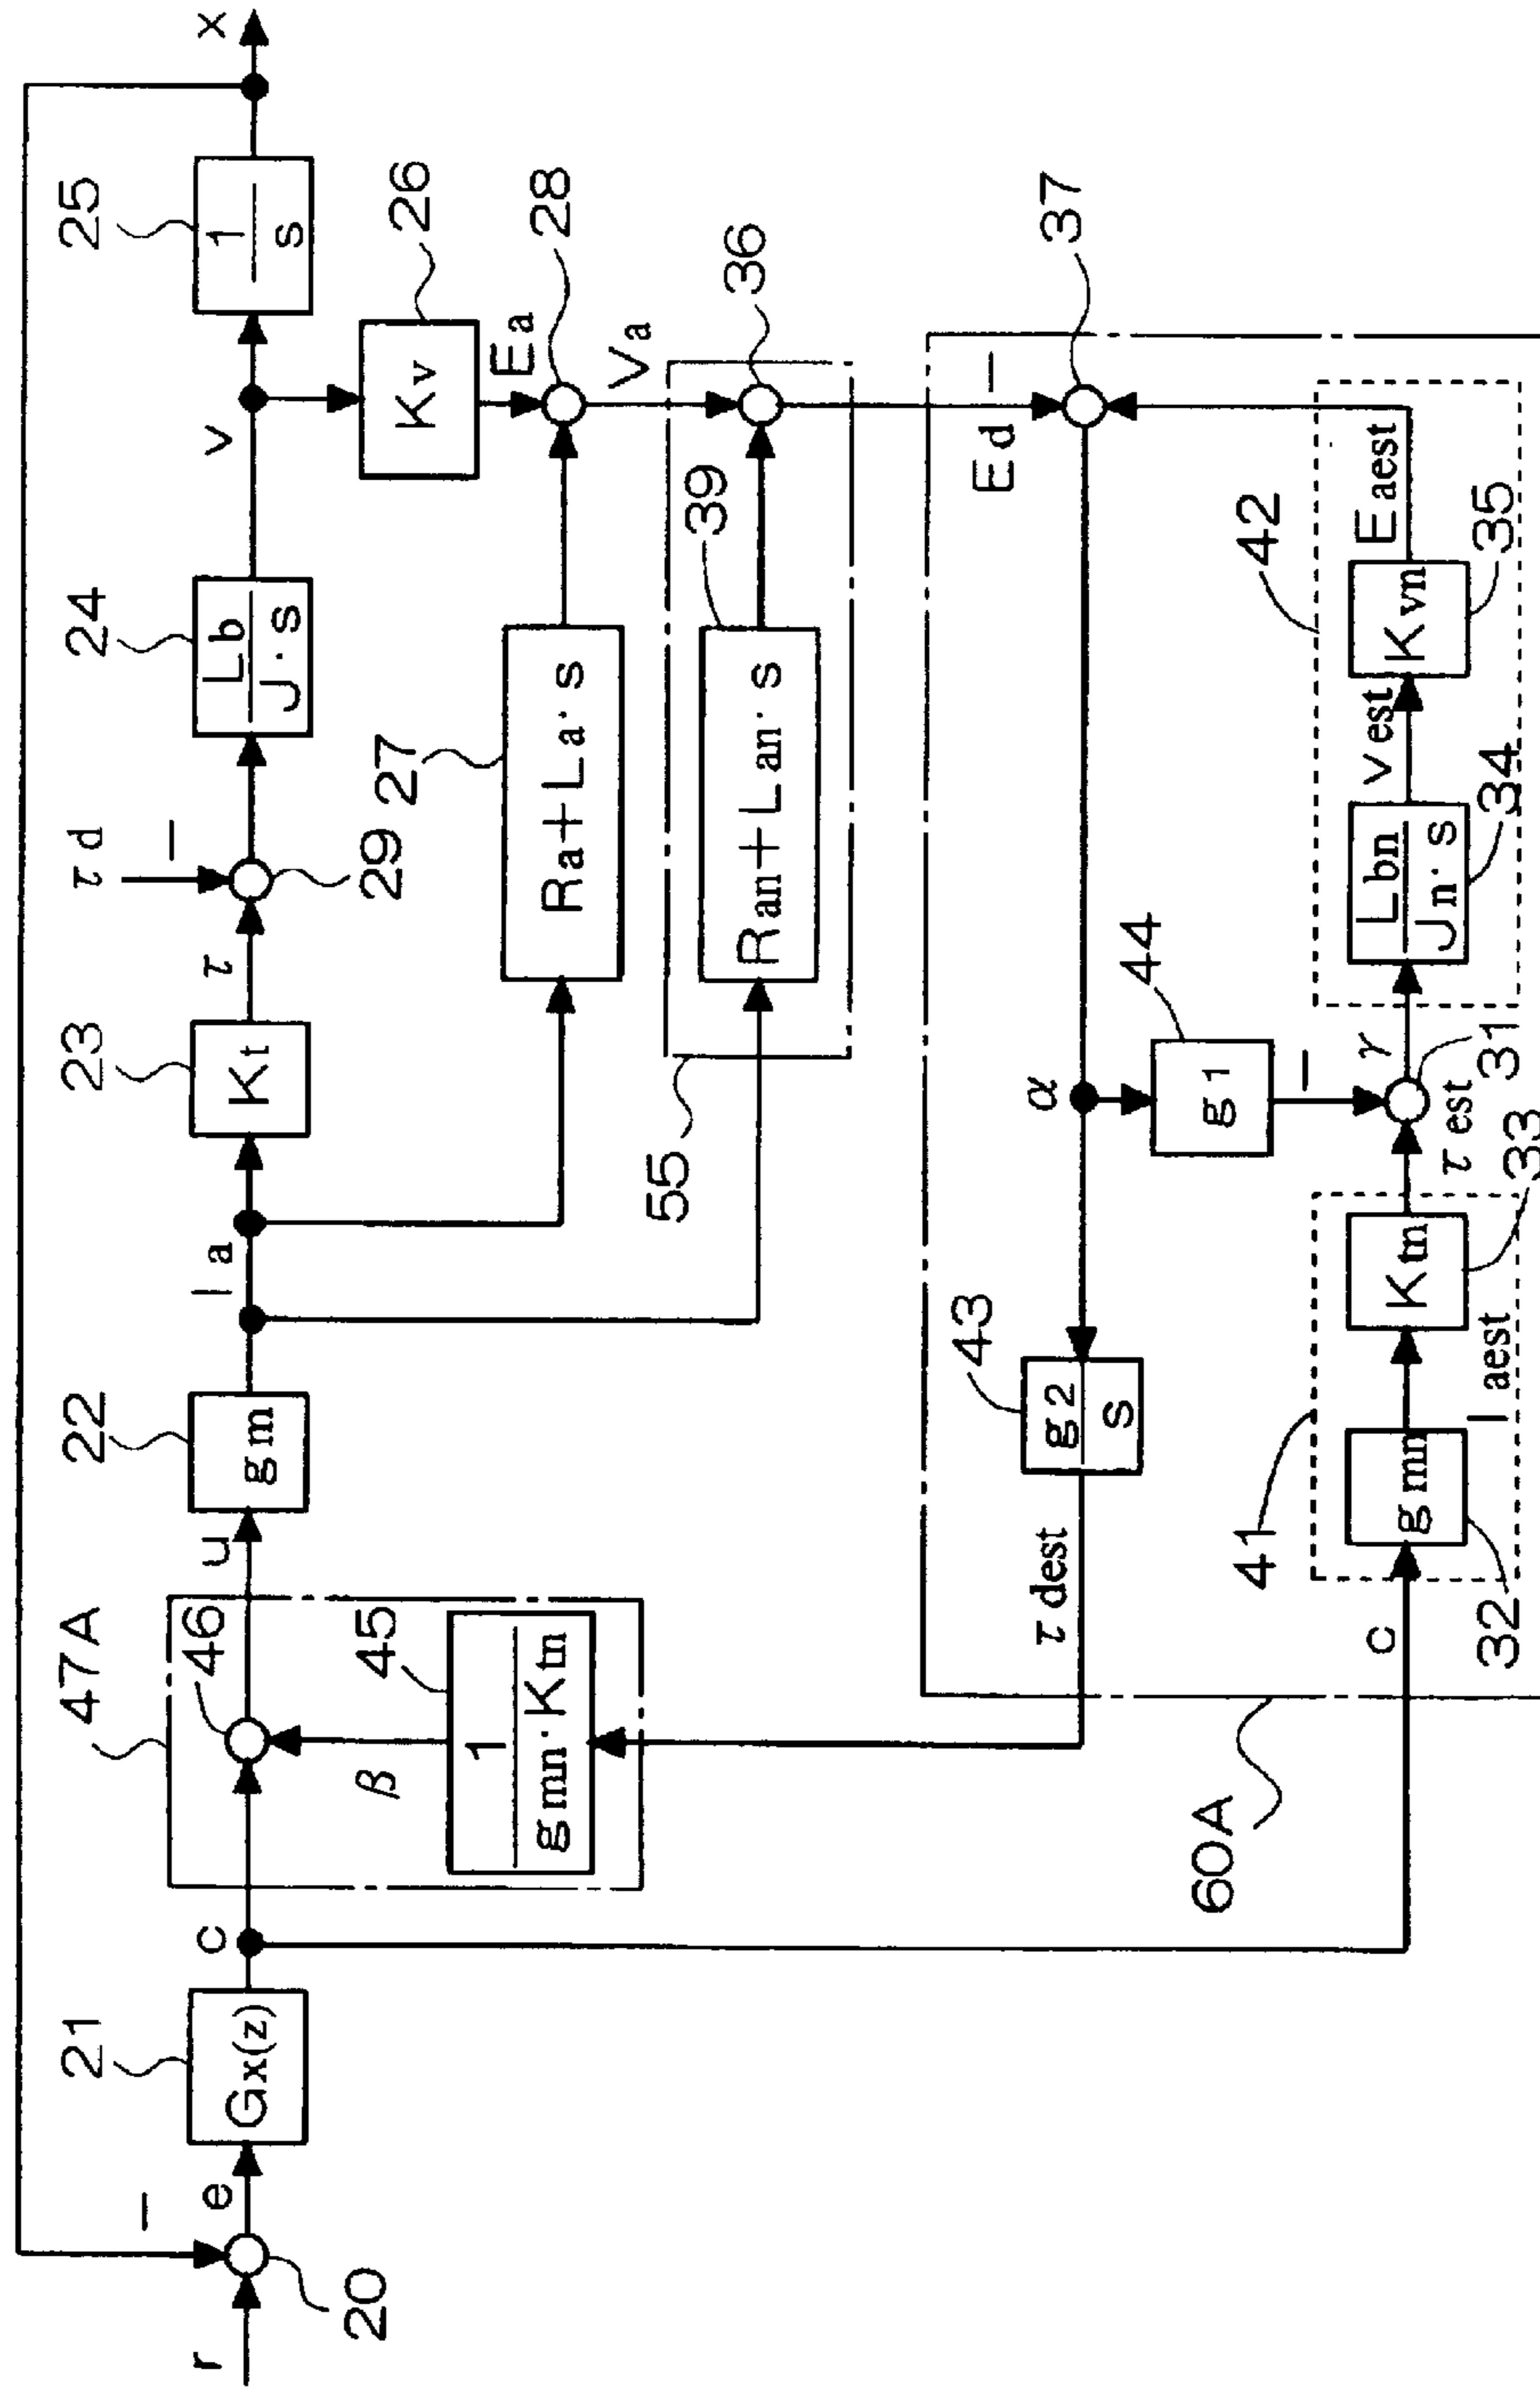 r
20
−
e
21
Gx(z)
c
47A
46
β
45
1
gmn·Ktn
u
22
gm
Ia
23
Kt
τ
τd
−
29
24
Lb
J·s
v
25
1
s
x
26
Kv
Ea
28
27
Ra+La·s
Va
55
39
Ran+Lan·s
36
60A
Ed
−
37
α
43
g2
s
τdest
44
g1
−
c
41
32
gmn
Iaest
Ktn
33
τest
31
γ
42
Lbn
Jn·s
34
vest
Kvn
35
Eaest